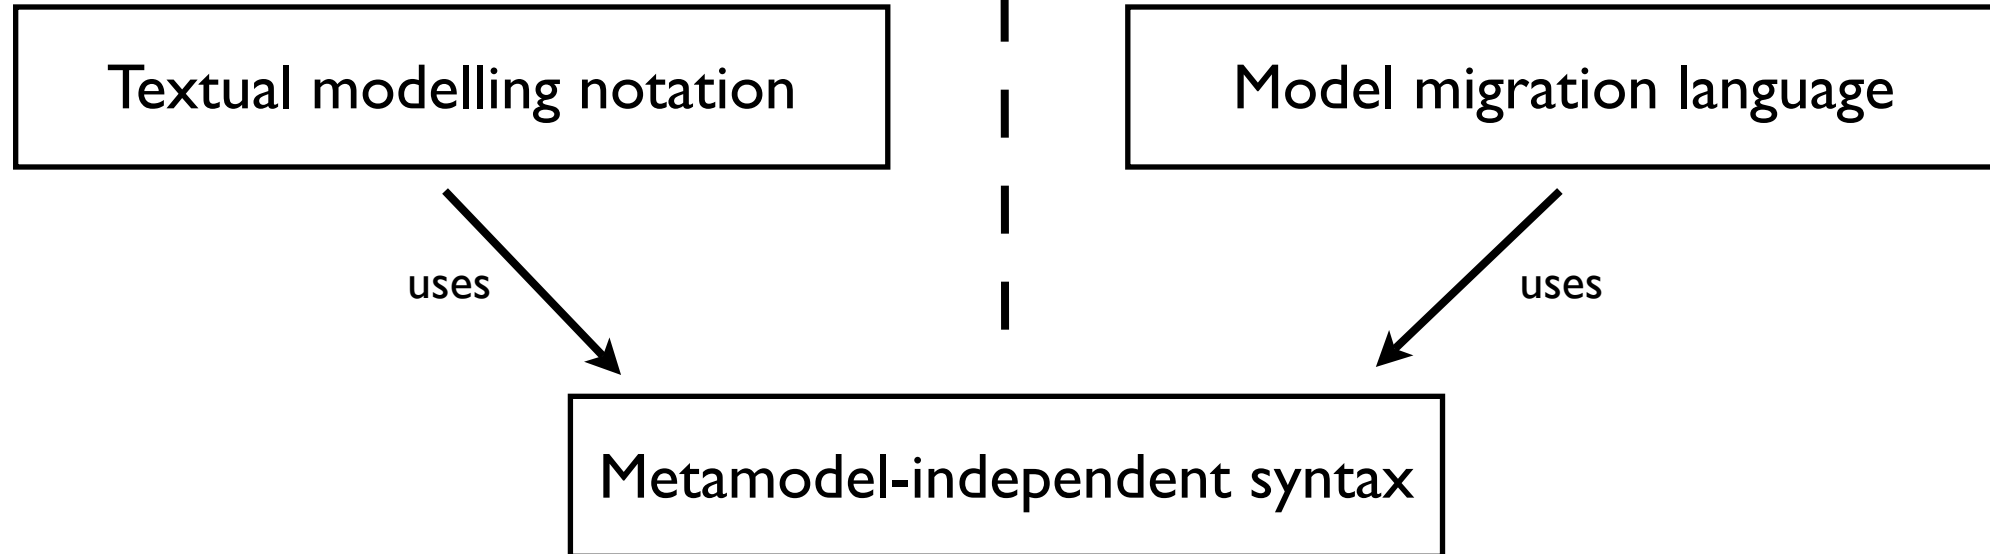 Textual modelling notation
Model migration language
uses
uses
Metamodel-independent syntax